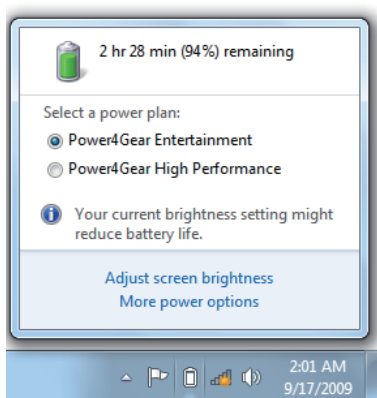 2 hr 28 min (94%) remaining
Select a power plan:
Power4Gear Entertainment
Power4Gear High Performance
Your current brightness setting might
reduce battery life.
Adjust screen brightness
More power options
2:01 AM
9/17/2009